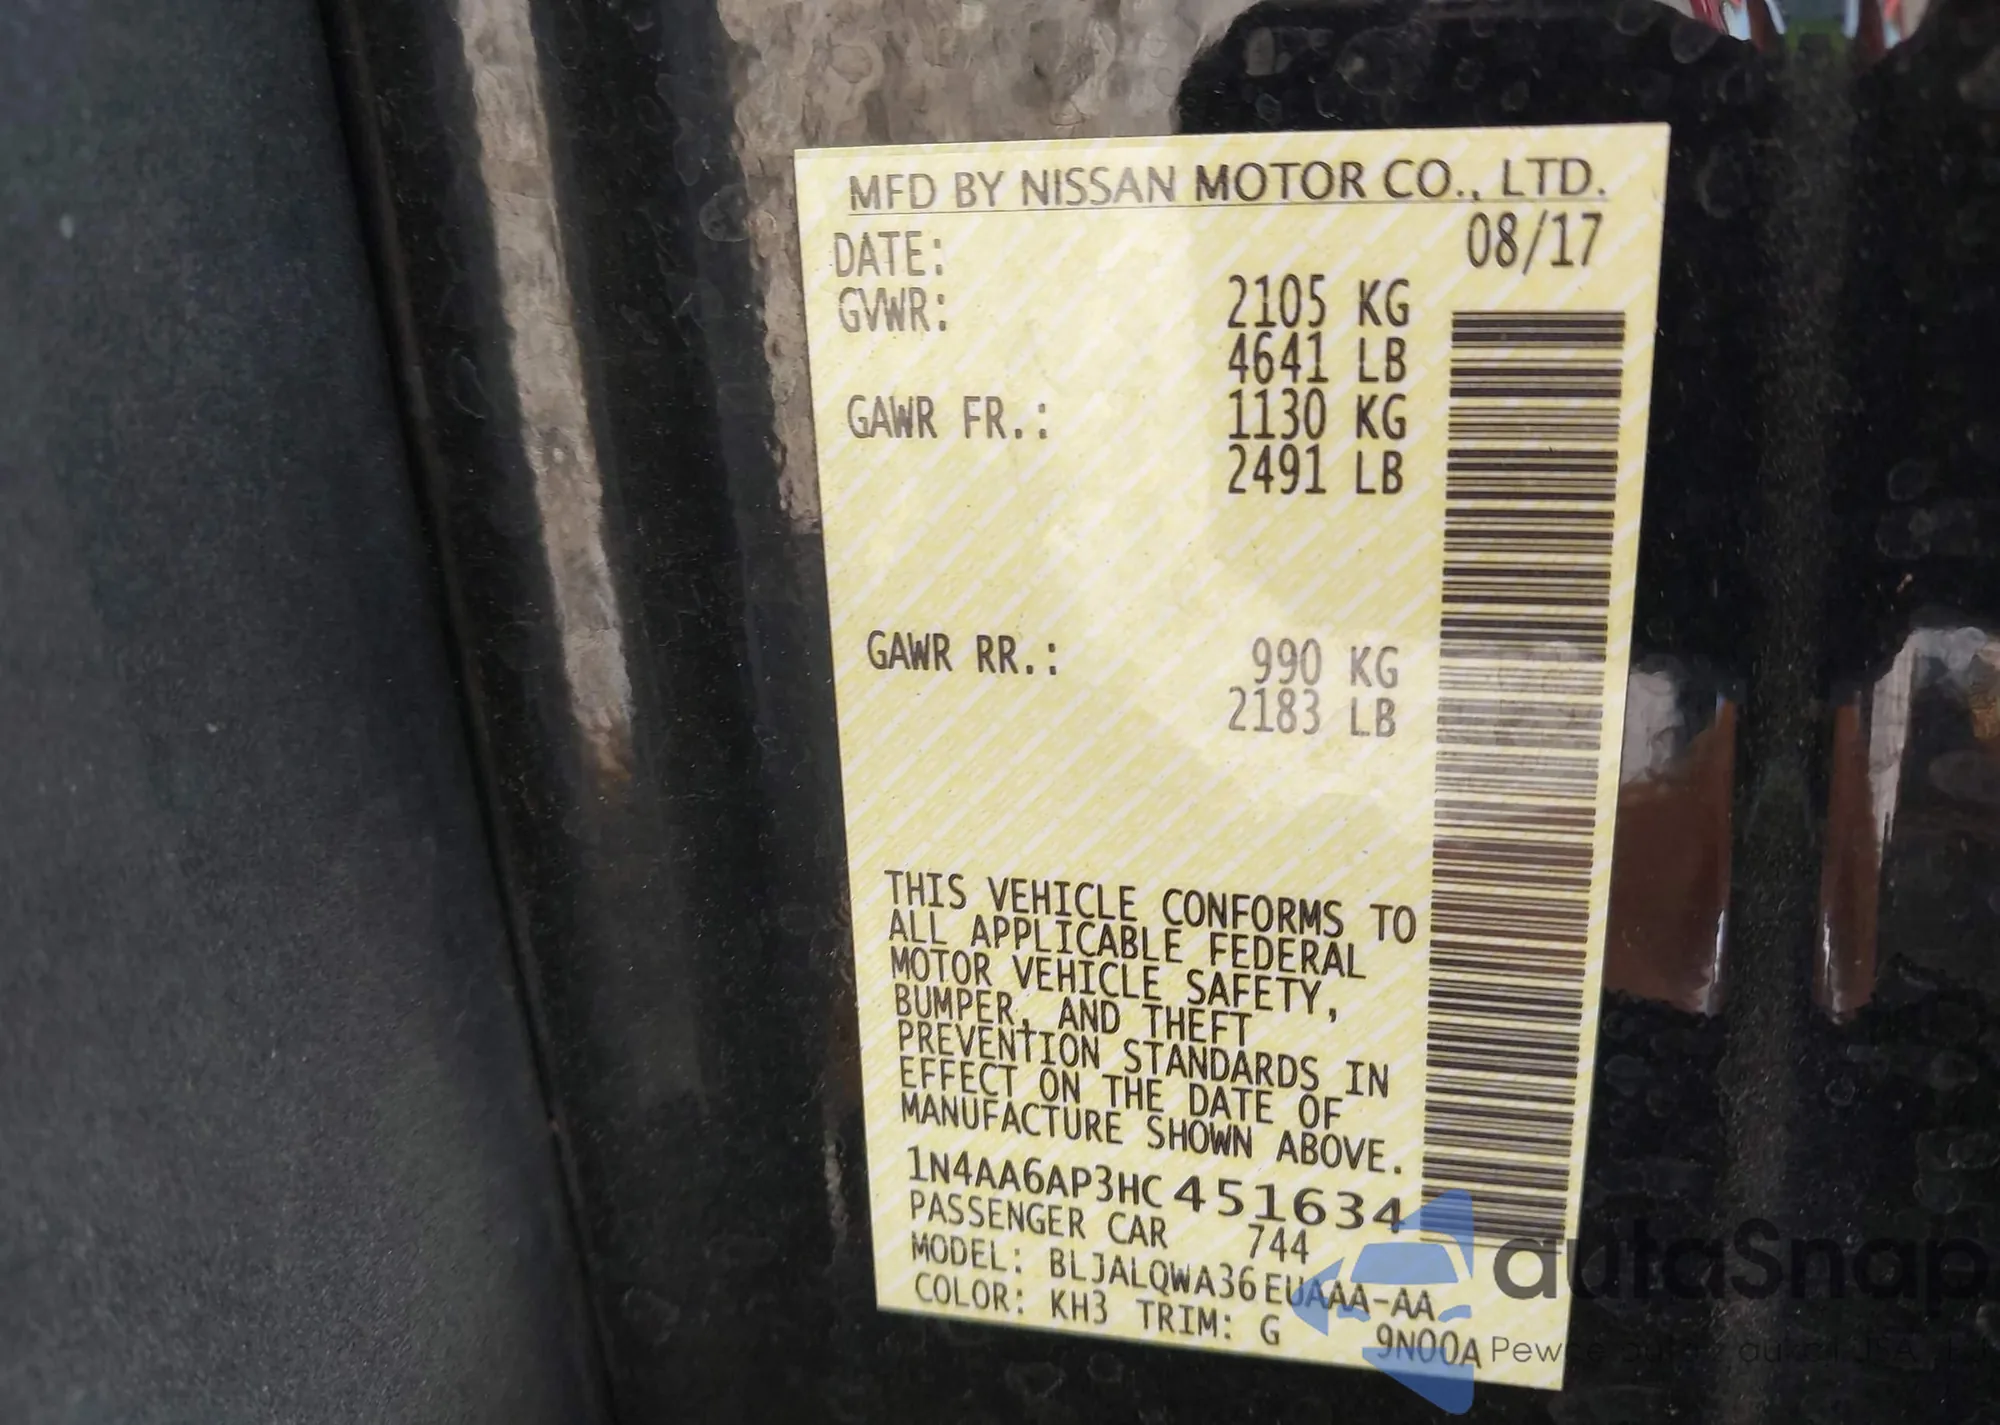 MFD BY NISSAN MOTOR CO., LTD.
DATE: 08/17
GVWR: 2105 KG
4641 LB
GAWR FR.: 1130 KG
2491 LB
GAWR RR.: 990 KG
2183 LB
THIS VEHICLE CONFORMS TO
ALL APPLICABLE FEDERAL
MOTOR VEHICLE SAFETY,
BUMPER, AND THEFT
PREVENTION STANDARDS IN
EFFECT ON THE DATE OF
MANUFACTURE SHOWN ABOVE.
1N4AA6AP3HC451634
PASSENGER CAR 744
MODEL: BLJALQWA36EUAAA-AA
COLOR: KH3 TRIM: G 9N00A
autaSnap